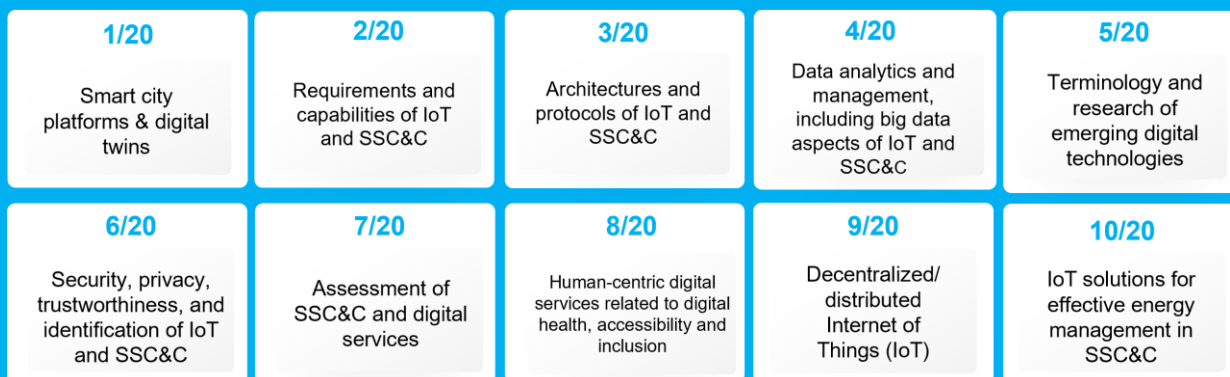 1/20
Smart city
platforms & digital
twins
2/20
Requirements and
capabilities of IoT
and SSC&C
3/20
Architectures and
protocols of IoT and
SSC&C
4/20
Data analytics and
management,
including big data
aspects of IoT and
SSC&C
5/20
Terminology and
research of
emerging digital
technologies
6/20
Security, privacy,
trustworthiness, and
identification of IoT
and SSC&C
7/20
Assessment of
SSC&C and digital
services
8/20
Human-centric digital
services related to digital
health, accessibility and
inclusion
9/20
Decentralized/
distributed
Internet of
Things (IoT)
10/20
IoT solutions for
effective energy
management in
SSC&C